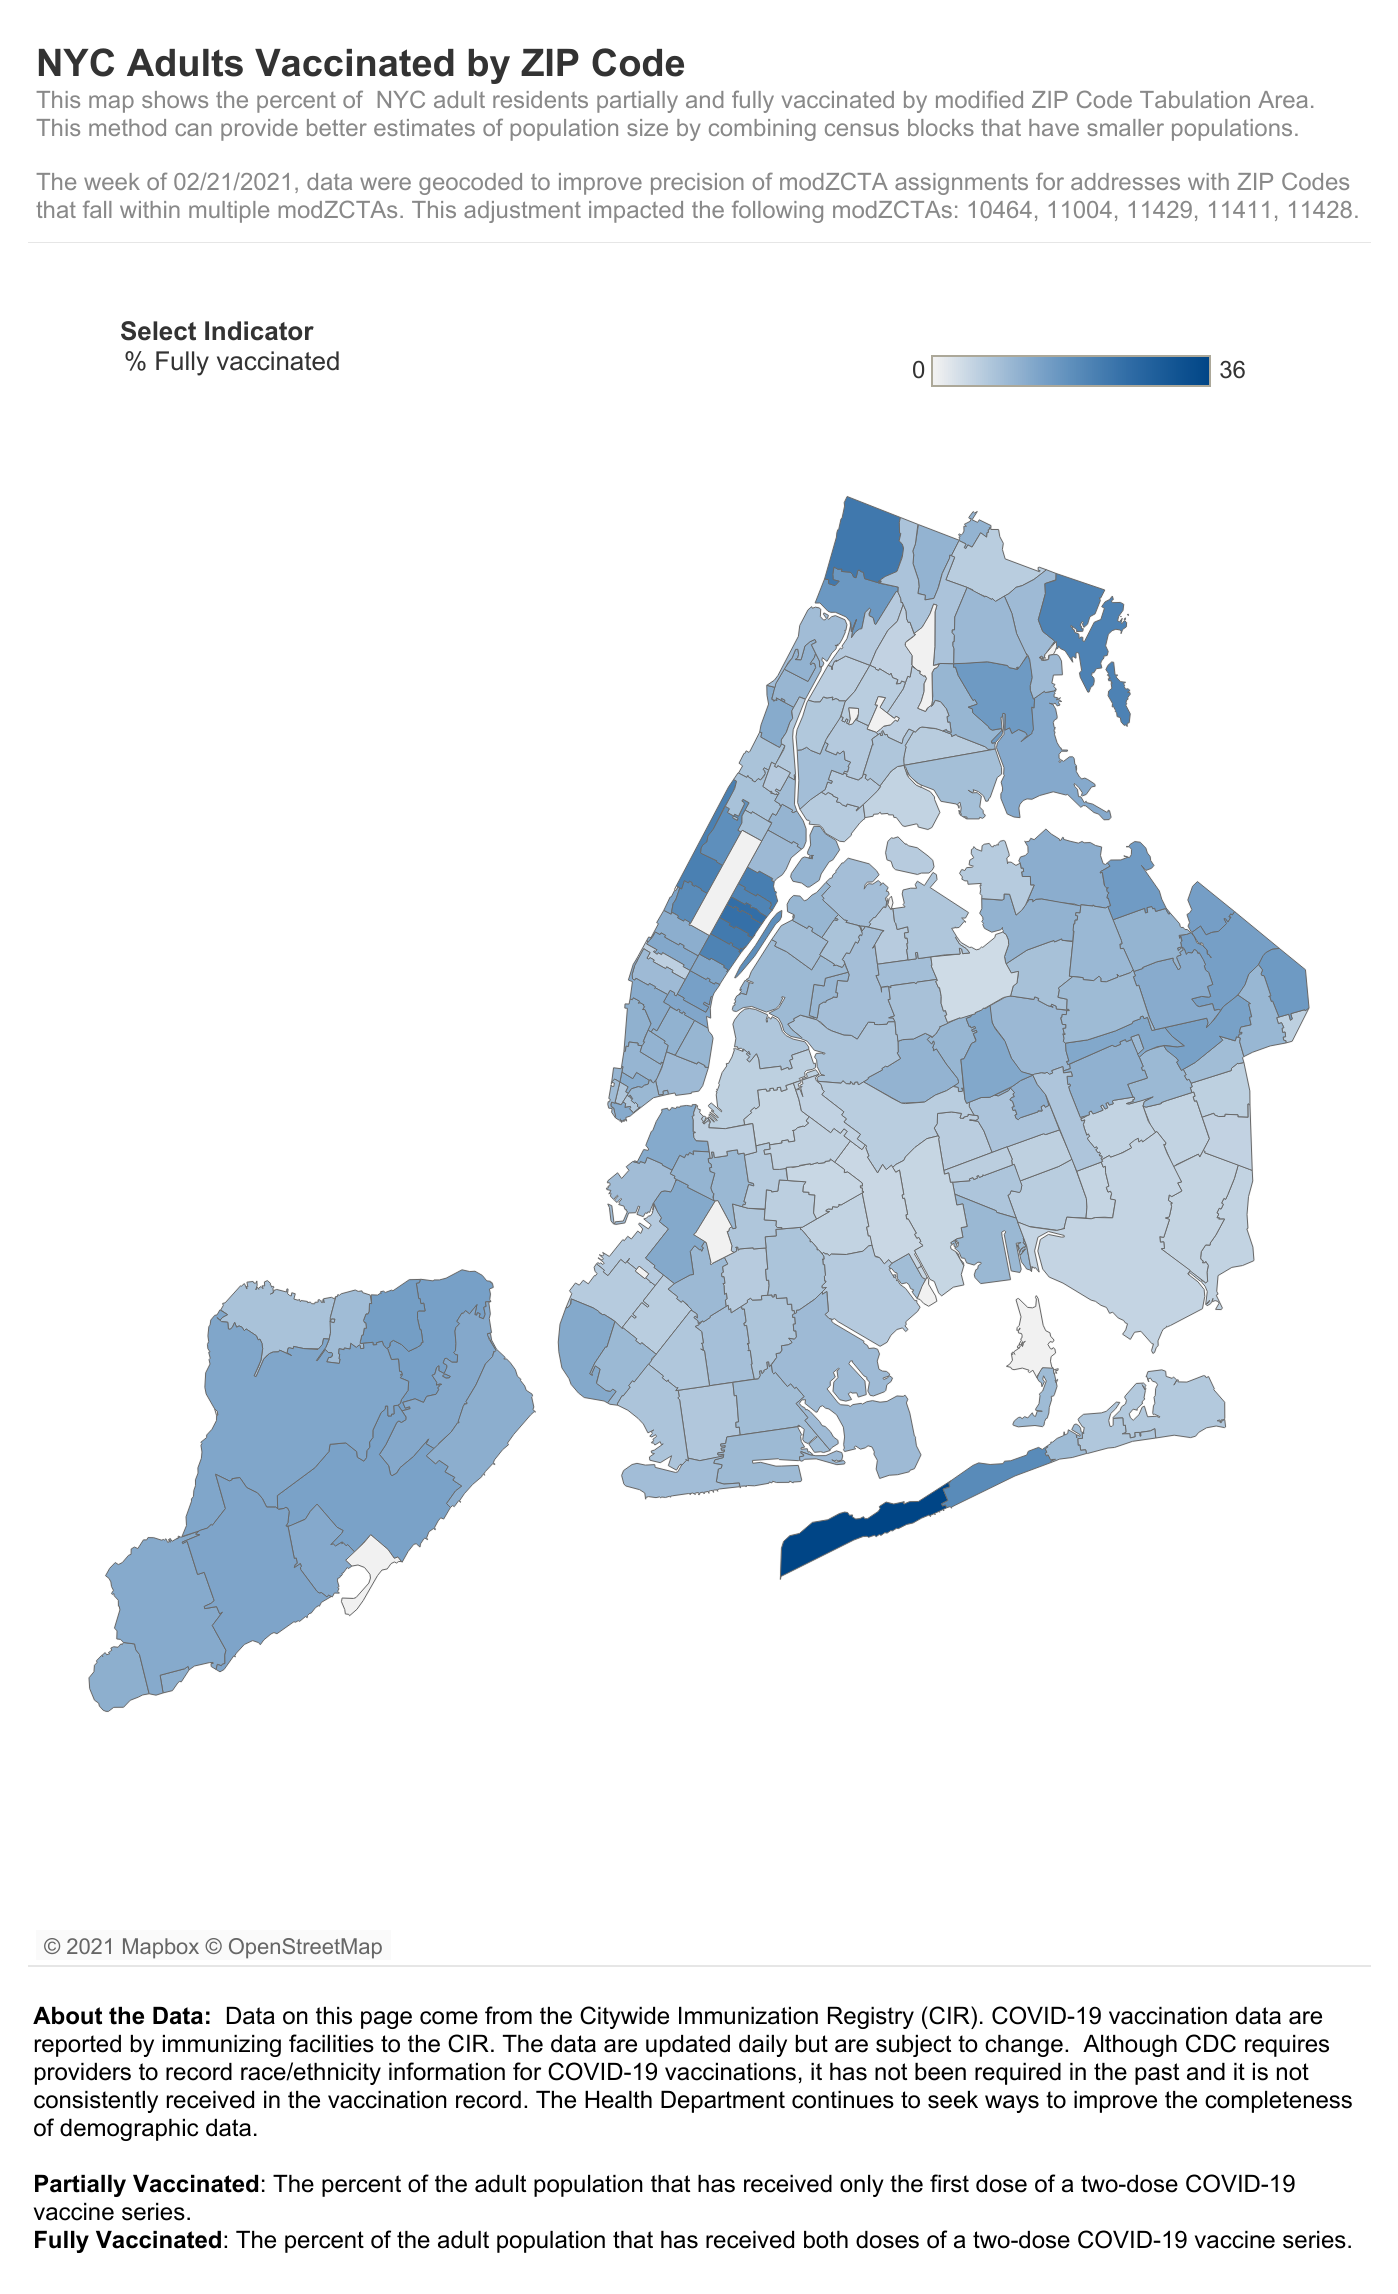 NYC Adults Vaccinated by ZIP Code
This map shows the percent of  NYC adult residents partially and fully vaccinated by modified ZIP Code Tabulation Area.
This method can provide better estimates of population size by combining census blocks that have smaller populations.
The week of 02/21/2021, data were geocoded to improve precision of modZCTA assignments for addresses with ZIP Codes
that fall within multiple modZCTAs. This adjustment impacted the following modZCTAs: 10464, 11004, 11429, 11411, 11428.
Select Indicator
% Fully vaccinated
0 36
© 2021 Mapbox © OpenStreetMap
About the Data:  Data on this page come from the Citywide Immunization Registry (CIR). COVID-19 vaccination data are
reported by immunizing facilities to the CIR. The data are updated daily but are subject to change.  Although CDC requires
providers to record race/ethnicity information for COVID-19 vaccinations, it has not been required in the past and it is not
consistently received in the vaccination record. The Health Department continues to seek ways to improve the completeness
of demographic data.
Partially Vaccinated: The percent of the adult population that has received only the first dose of a two-dose COVID-19
vaccine series.
Fully Vaccinated: The percent of the adult population that has received both doses of a two-dose COVID-19 vaccine series.